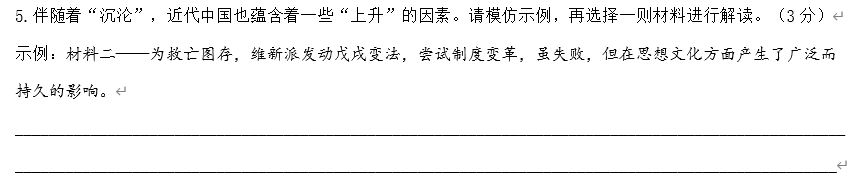 5.伴随着“沉沦”，近代中国也蕴含着一些“上升”的因素。请模仿示例，再选择一则材料进行解读。（3 分）↵
示例：材料二——为救亡图存，维新派发动戊戌变法，尝试制度变革，虽失败，但在思想文化方面产生了广泛而
持久的影响。↵